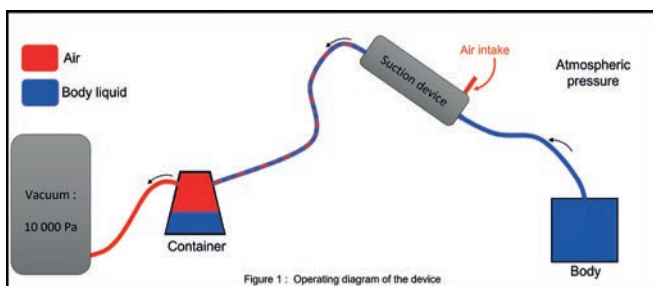 Air
Body liquid
Vacuum :
10 000 Pa
Container
Suction device
Air intake
Atmospheric
pressure
Body
Figure 1 : Operating diagram of the device